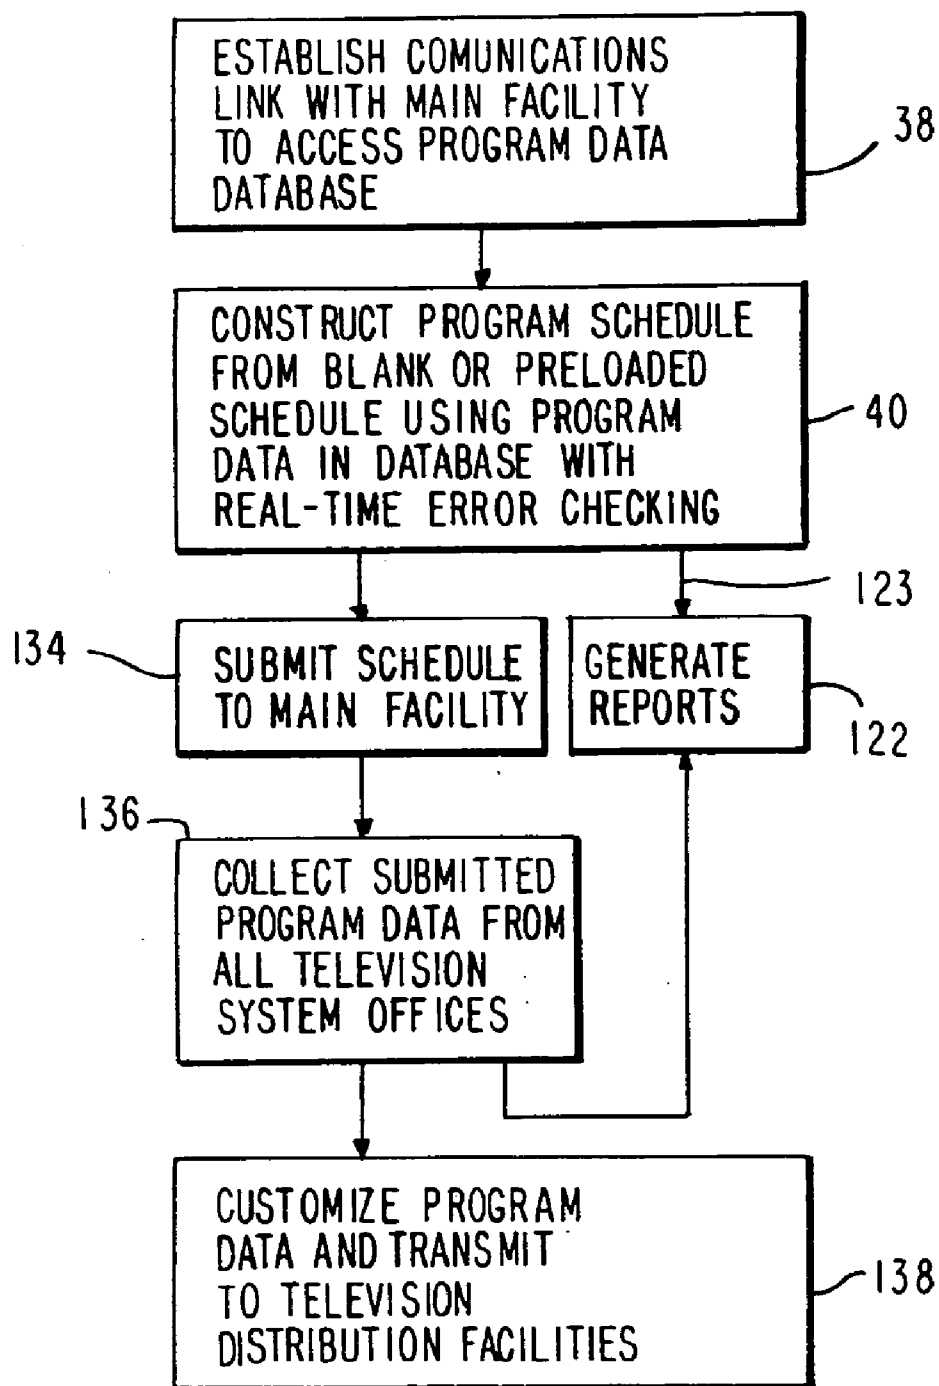 ESTABLISH COMUNICATIONS
LINK WITH MAIN FACILITY
TO ACCESS PROGRAM DATA
DATABASE
38
CONSTRUCT PROGRAM SCHEDULE
FROM BLANK OR PRELOADED
SCHEDULE USING PROGRAM
DATA IN DATABASE WITH
REAL-TIME ERROR CHECKING
40
123
134
SUBMIT SCHEDULE
TO MAIN FACILITY
GENERATE
REPORTS
122
136
COLLECT SUBMITTED
PROGRAM DATA FROM
ALL TELEVISION
SYSTEM OFFICES
CUSTOMIZE PROGRAM
DATA AND TRANSMIT
TO TELEVISION
DISTRIBUTION FACILITIES
138